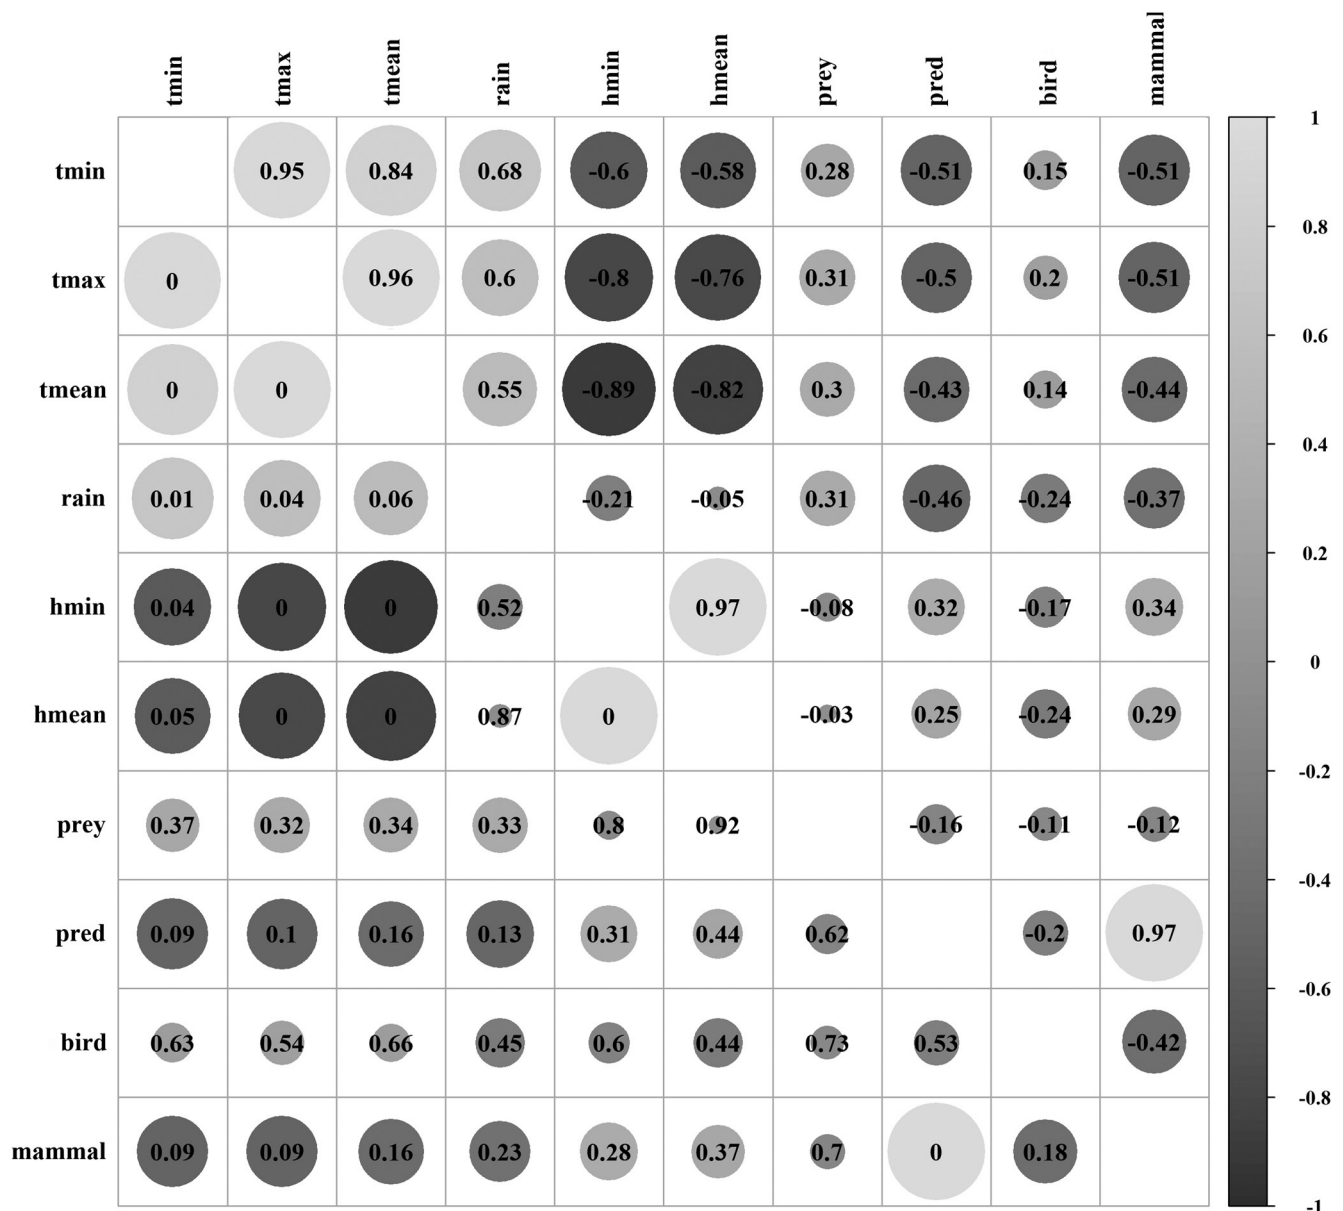 tmin tmax tmean rain hmin hmean prey pred bird mammal
tmin 0.95 0.84 0.68 -0.6 -0.58 0.28 -0.51 0.15 -0.51
tmax 0 0.96 0.6 -0.8 -0.76 0.31 -0.5 0.2 -0.51
tmean 0 0 0.55 -0.89 -0.82 0.3 -0.43 0.14 -0.44
rain 0.01 0.04 0.06 -0.21 -0.05 0.31 -0.46 -0.24 -0.37
hmin 0.04 0 0 0.52 0.97 -0.08 0.32 -0.17 0.34
hmean 0.05 0 0 0.87 0 -0.03 0.25 -0.24 0.29
prey 0.37 0.32 0.34 0.33 0.8 0.92 -0.16 -0.11 -0.12
pred 0.09 0.1 0.16 0.13 0.31 0.44 0.62 -0.2 0.97
bird 0.63 0.54 0.66 0.45 0.6 0.44 0.73 0.53 -0.42
mammal 0.09 0.09 0.16 0.23 0.28 0.37 0.7 0 0.18
1
0.8
0.6
0.4
0.2
0
-0.2
-0.4
-0.6
-0.8
-1